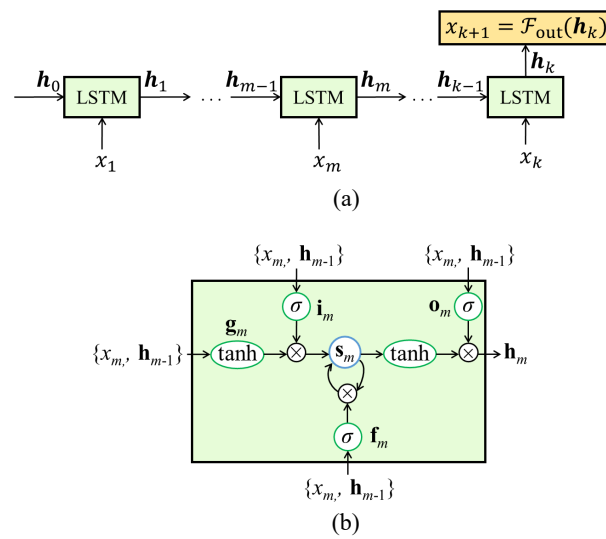 x_{k+1} = ℱ_out(h_k)
h_0 LSTM h_1 … h_{m-1} LSTM h_m … h_{k-1} LSTM h_k
x_1 x_m x_k
(a)
{x_m, , h_{m-1}} {x_m, , h_{m-1}}
σ i_m o_m σ
g_m
{x_m, , h_{m-1}} tanh × s_m tanh × h_m
×
σ f_m
{x_m, , h_{m-1}}
(b)